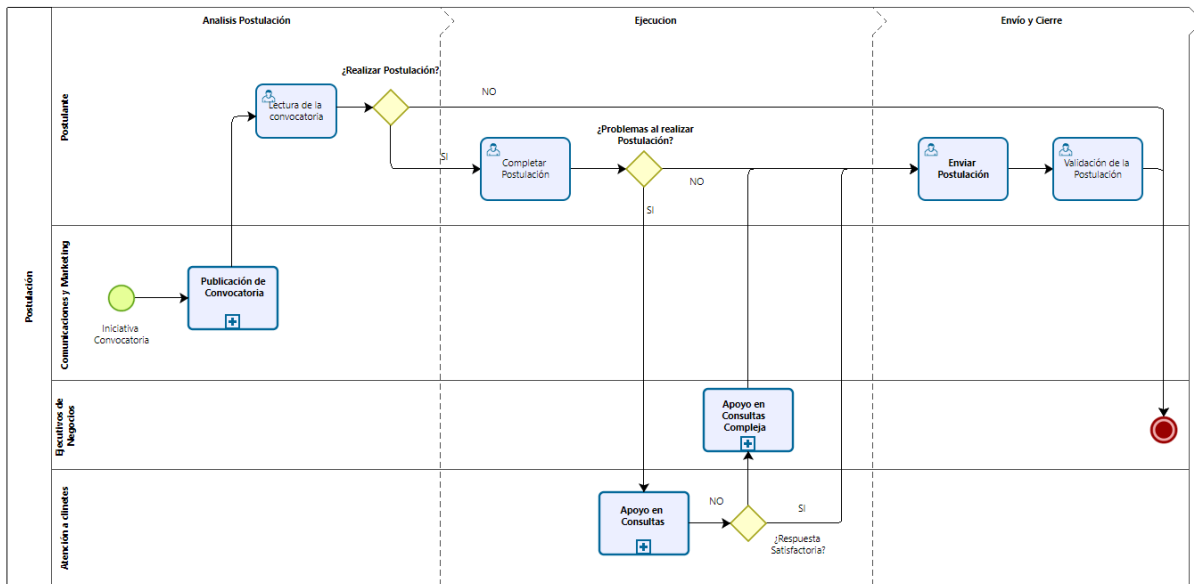 Analisis Postulación
Ejecucion
Envío y Cierre
Postulación
Postulante
¿Realizar Postulación?
Lectura de la
convocatoria
NO
SI
Completar
Postulación
¿Problemas al realizar
Postulación?
NO
SI
Enviar
Postulación
Validación de la
Postulación
Comunicaciones y Marketing
Iniciativa
Convocatoria
Publicación de
Convocatoria
Ejecutivos de
Negocios
Apoyo en
Consultas
Compleja
Atención a clinetes
Apoyo en
Consultas
NO
SI
¿Respuesta
Satisfactoria?